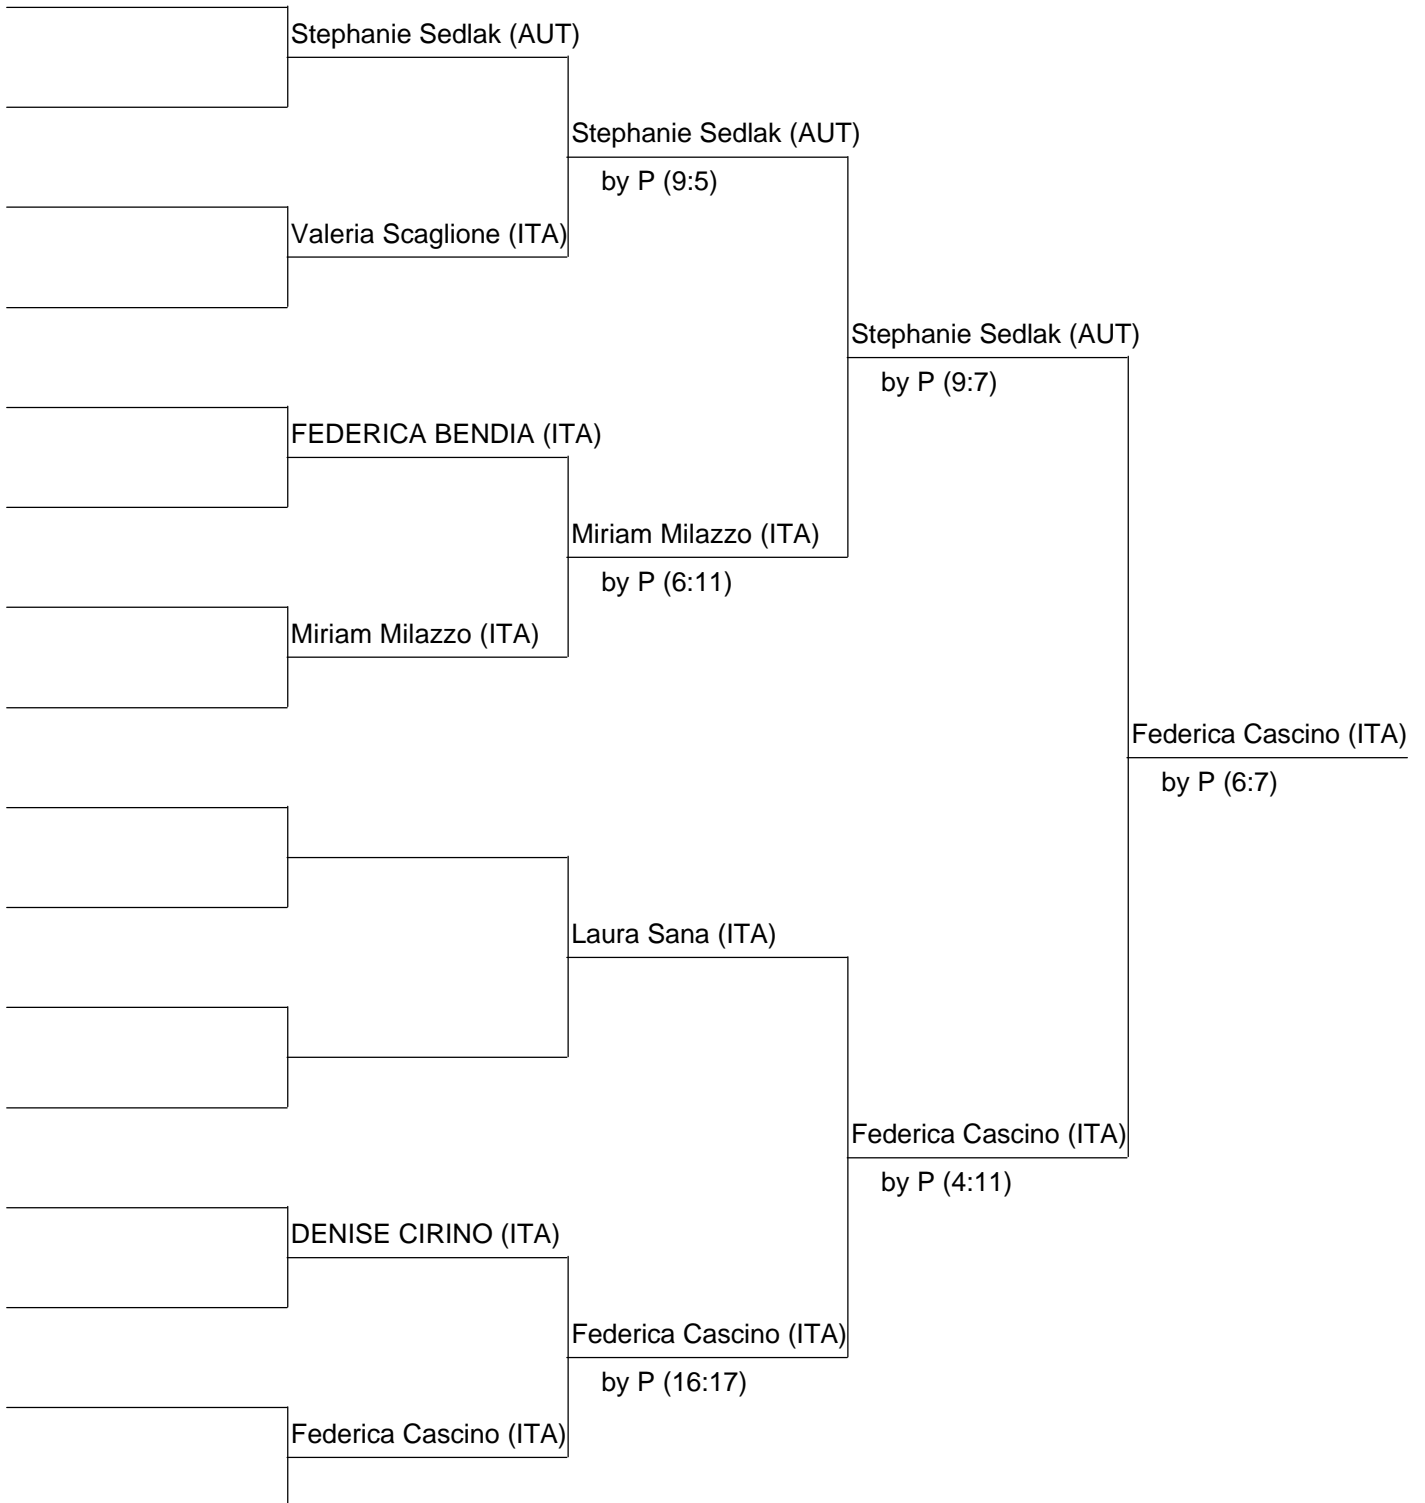 Stephanie Sedlak (AUT)
Stephanie Sedlak (AUT)
by P (9:5)
Valeria Scaglione (ITA)
Stephanie Sedlak (AUT)
by P (9:7)
FEDERICA BENDIA (ITA)
Miriam Milazzo (ITA)
by P (6:11)
Miriam Milazzo (ITA)
Federica Cascino (ITA)
by P (6:7)
Laura Sana (ITA)
Federica Cascino (ITA)
by P (4:11)
DENISE CIRINO (ITA)
Federica Cascino (ITA)
by P (16:17)
Federica Cascino (ITA)